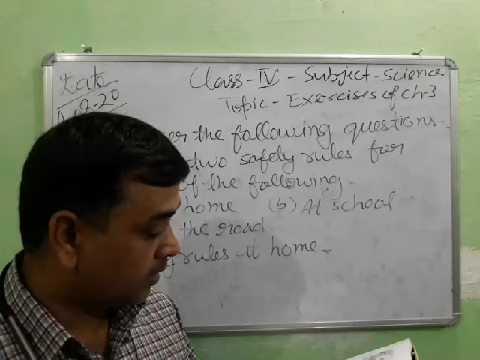 Date
Class-IV - Subject-Science
Topic - Exercises of ch-3
the following questions-
two safely rules for
of the following.
home (b) At school
the road.
rules-at home-